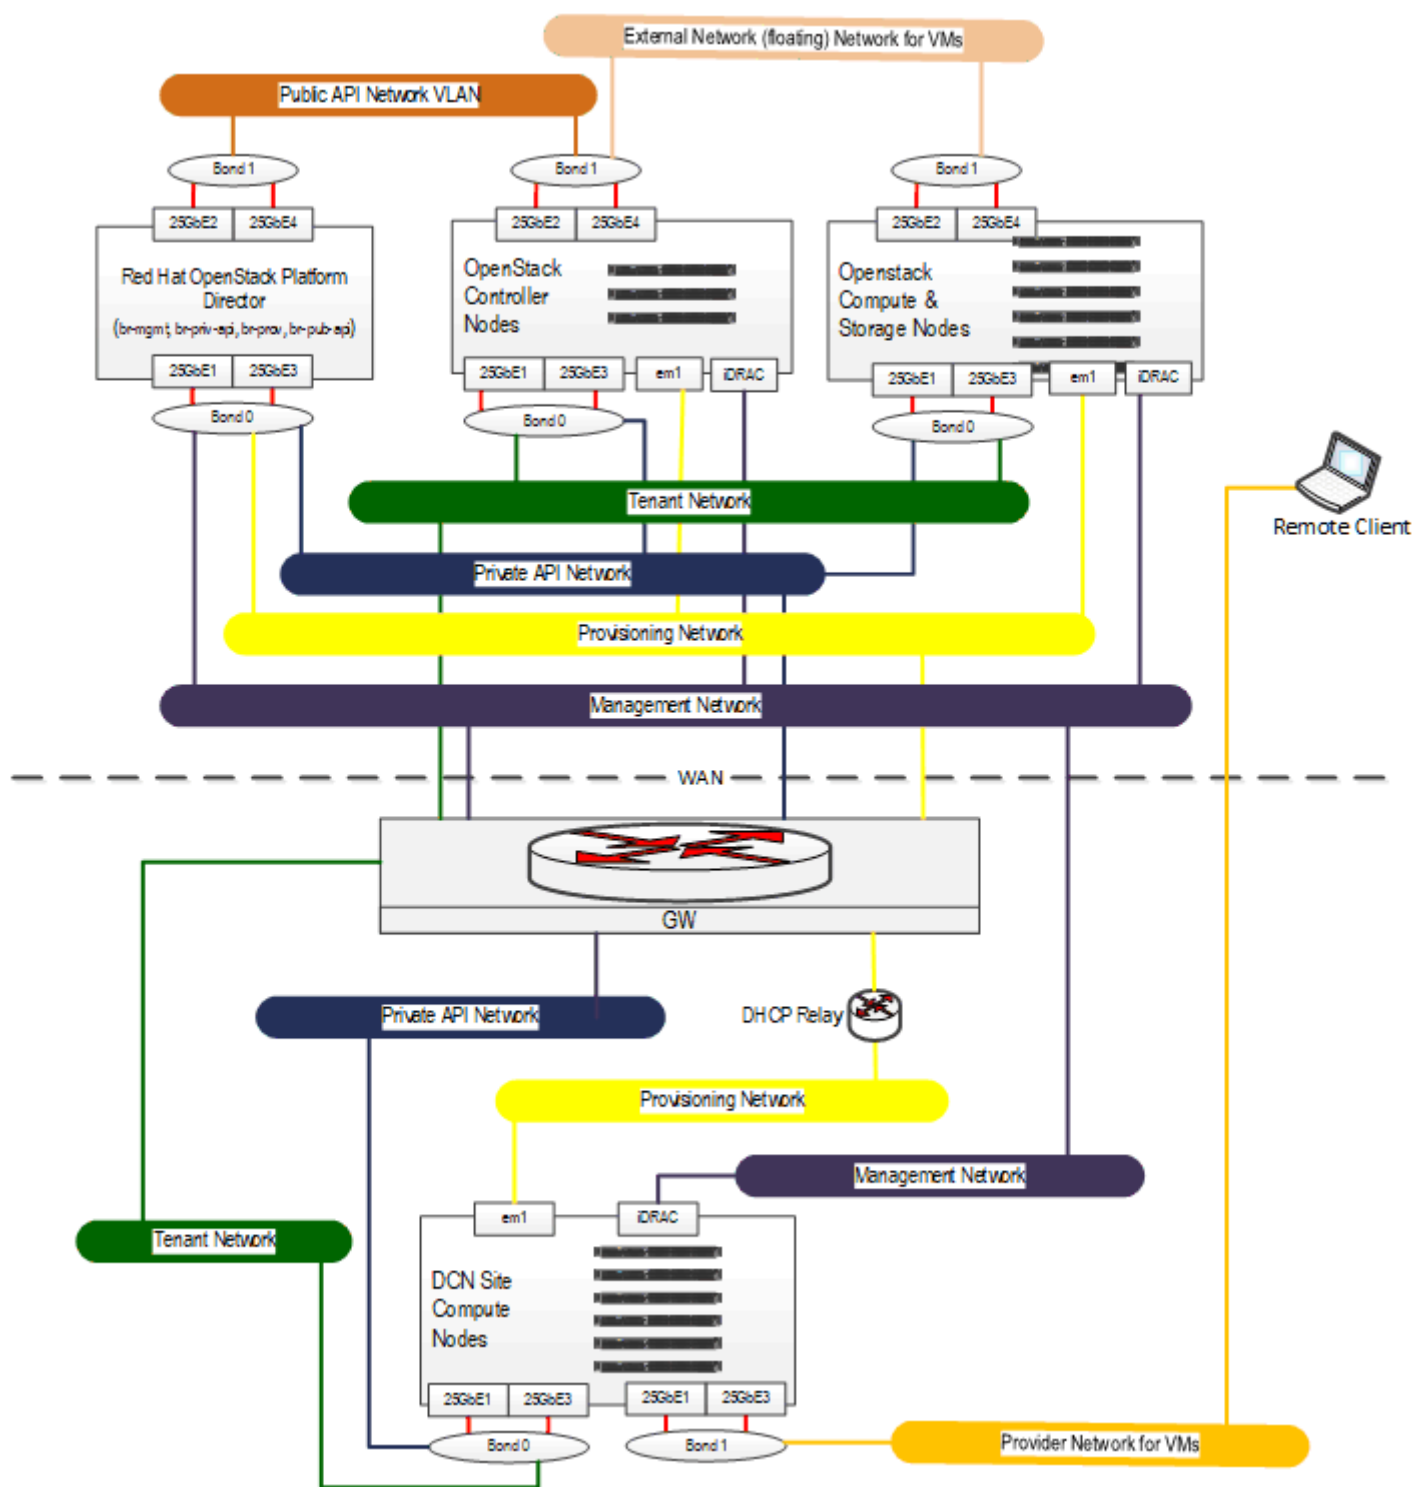 External Network (floating) Network for VMs
Public API Network VLAN
Bond 1
Bond 1
Bond 1
25GbE2
25GbE4
25GbE2
25GbE4
25GbE2
25GbE4
Red Hat OpenStack Platform
Director
(br-mgmt, br-priv-api, br-prov, br-pub-api)
OpenStack
Controller
Nodes
Openstack
Compute &
Storage Nodes
25GbE1
25GbE3
25GbE1
25GbE3
em1
iDRAC
25GbE1
25GbE3
em1
iDRAC
Bond 0
Bond 0
Bond 0
Tenant Network
Remote Client
Private API Network
Provisioning Network
Management Network
WAN
GW
Private API Network
DHCP Relay
Provisioning Network
Management Network
em1
iDRAC
Tenant Network
DCN Site
Compute
Nodes
25GbE1
25GbE3
25GbE1
25GbE3
Bond 0
Bond 1
Provider Network for VMs